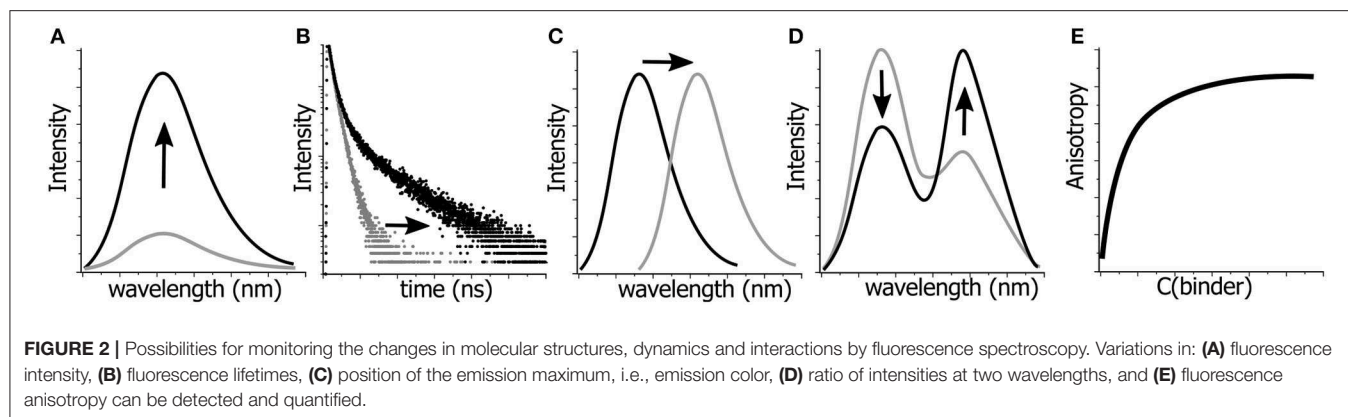 A
B
C
D
E
Intensity
wavelength (nm)
Intensity
time (ns)
Intensity
wavelength (nm)
Intensity
wavelength (nm)
Anisotropy
C(binder)
FIGURE 2 | Possibilities for monitoring the changes in molecular structures, dynamics and interactions by fluorescence spectroscopy. Variations in: (A) fluorescence
intensity, (B) fluorescence lifetimes, (C) position of the emission maximum, i.e., emission color, (D) ratio of intensities at two wavelengths, and (E) fluorescence
anisotropy can be detected and quantified.